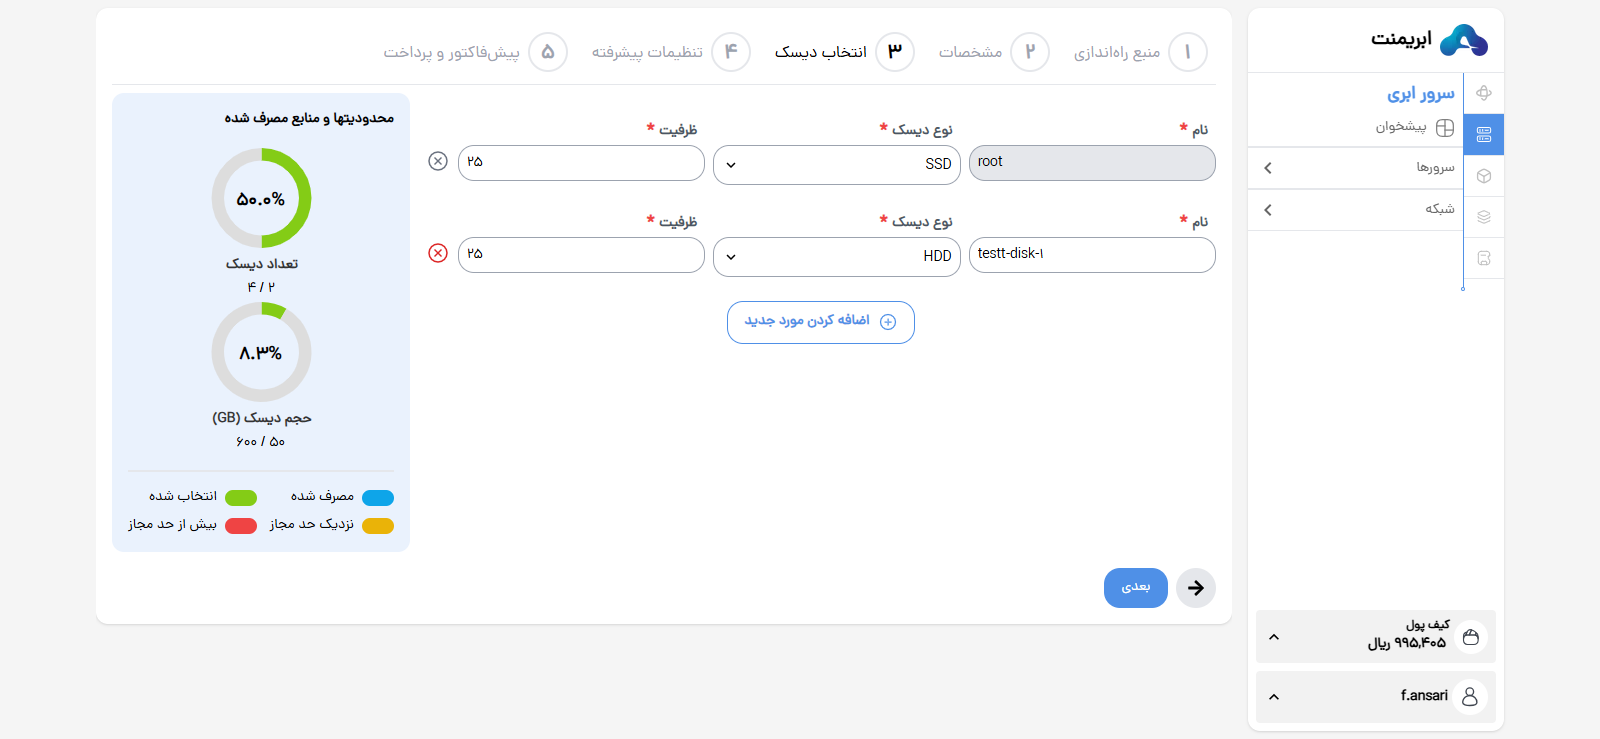 ابریمنت
سرور ابری
پیشخوان
سرورها
شبکه
کیف پول
۹۹۵,۴۰۵ ریال
f.ansari
۱ منبع راه‌اندازی
۲ مشخصات
۳ انتخاب دیسک
۴ تنظیمات پیشرفته
۵ پیش‌فاکتور و پرداخت
نام * نوع دیسک * ظرفیت *
root SSD ۲۵
نام * نوع دیسک * ظرفیت *
testt-disk-۱ HDD ۲۵
اضافه کردن مورد جدید
بعدی
محدودیتها و منابع مصرف شده
۵۰.۰%
تعداد دیسک
۲ / ۴
۸.۳%
حجم دیسک (GB)
۵۰ / ۶۰۰
مصرف شده
انتخاب شده
نزدیک حد مجاز
بیش از حد مجاز